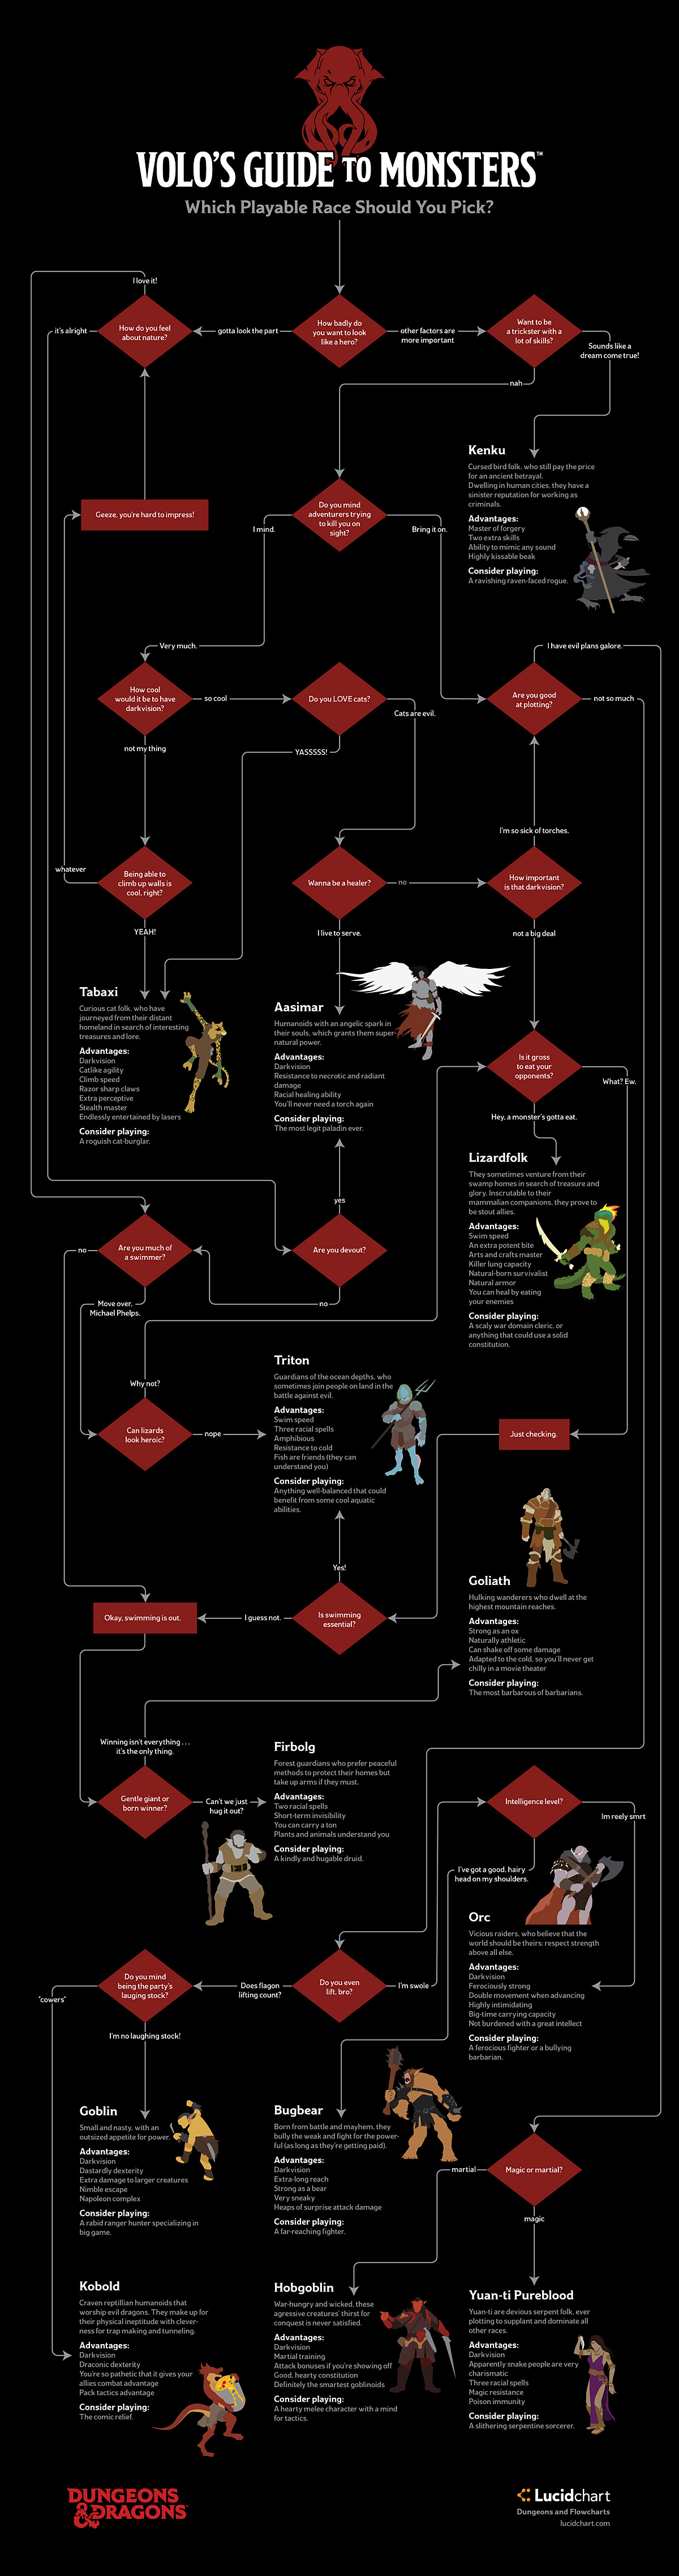 VOLO'S GUIDE TO MONSTERS™
Which Playable Race Should You Pick?
I love it!
How do you feel
about nature?
it's alright
gotta look the part
How badly do
you want to look
like a hero?
other factors are
more important
Want to be
a trickster with a
lot of skills?
Sounds like a
dream come true!
nah
Kenku
Cursed bird folk, who still pay the price
for an ancient betrayal.
Dwelling in human cities, they have a
sinister reputation for working as
criminals.
Advantages:
Master of forgery
Two extra skills
Ability to mimic any sound
Highly kissable beak
Consider playing:
A ravishing raven-faced rogue.
Geeze, you're hard to impress!
Do you mind
adventurers trying
to kill you on
sight?
I mind.
Bring it on.
Very much.
I have evil plans galore.
How cool
would it be to have
darkvision?
so cool
Do you LOVE cats?
Cats are evil.
Are you good
at plotting?
not so much
not my thing
YASSSSS!
I'm so sick of torches.
whatever
Being able to
climb up walls is
cool, right?
Wanna be a healer?
no
How important
is that darkvision?
YEAH!
I live to serve.
not a big deal
Tabaxi
Curious cat folk, who have
journeyed from their distant
homeland in search of interesting
treasures and lore.
Advantages:
Darkvision
Catlike agility
Climb speed
Razor sharp claws
Extra perceptive
Stealth master
Endlessly entertained by lasers
Consider playing:
A roguish cat-burglar.
Aasimar
Humanoids with an angelic spark in
their souls, which grants them super-
natural power.
Advantages:
Darkvision
Resistance to necrotic and radiant
damage
Racial healing ability
You'll never need a torch again
Consider playing:
The most legit paladin ever.
Is it gross
to eat your
opponents?
What? Ew.
Hey, a monster's gotta eat.
Lizardfolk
They sometimes venture from their
swamp homes in search of treasure and
glory. Inscrutable to their
mammalian companions, they prove to
be stout allies.
Advantages:
Swim speed
An extra potent bite
Arts and crafts master
Killer lung capacity
Natural-born survivalist
Natural armor
You can heal by eating
your enemies
Consider playing:
A scaly war domain cleric, or
anything that could use a solid
constitution.
yes
no
Are you much of
a swimmer?
Are you devout?
Move over,
Michael Phelps.
no
Why not?
Can lizards
look heroic?
nope
Triton
Guardians of the ocean depths, who
sometimes join people on land in the
battle against evil.
Advantages:
Swim speed
Three racial spells
Amphibious
Resistance to cold
Fish are friends (they can
understand you)
Consider playing:
Anything well-balanced that could
benefit from some cool aquatic
abilities.
Just checking.
Yes!
Okay, swimming is out.
I guess not.
Is swimming
essential?
Goliath
Hulking wanderers who dwell at the
highest mountain reaches.
Advantages:
Strong as an ox
Naturally athletic
Can shake off some damage
Adapted to the cold, so you'll never get
chilly in a movie theater
Consider playing:
The most barbarous of barbarians.
Winning isn't everything . . .
it's the only thing.
Gentle giant or
born winner?
Can't we just
hug it out?
Firbolg
Forest guardians who prefer peaceful
methods to protect their homes but
take up arms if they must.
Advantages:
Two racial spells
Short-term invisibility
You can carry a ton
Plants and animals understand you
Consider playing:
A kindly and hugable druid.
Intelligence level?
Im reely smrt
I've got a good, hairy
head on my shoulders.
Orc
Vicious raiders, who believe that the
world should be theirs; respect strength
above all else.
Advantages:
Darkvision
Ferociously strong
Double movement when advancing
Highly intimidating
Big-time carrying capacity
Not burdened with a great intellect
Consider playing:
A ferocious fighter or a bullying
barbarian.
Do you mind
being the party's
lauging stock?
Does flagon
lifting count?
Do you even
lift, bro?
I'm swole
*cowers*
I'm no laughing stock!
Goblin
Small and nasty, with an
outsized appetite for power.
Advantages:
Darkvision
Dastardly dexterity
Extra damage to larger creatures
Nimble escape
Napoleon complex
Consider playing:
A rabid ranger hunter specializing in
big game.
Bugbear
Born from battle and mayhem, they
bully the weak and fight for the power-
ful (as long as they're getting paid).
Advantages:
Darkvision
Extra-long reach
Strong as a bear
Very sneaky
Heaps of surprise attack damage
Consider playing:
A far-reaching fighter.
martial
Magic or martial?
magic
Kobold
Craven reptillian humanoids that
worship evil dragons. They make up for
their physical ineptitude with clever-
ness for trap making and tunneling.
Advantages:
Darkvision
Draconic dexterity
You're so pathetic that it gives your
allies combat advantage
Pack tactics advantage
Consider playing:
The comic relief.
Hobgoblin
War-hungry and wicked, these
agressive creatures' thirst for
conquest is never satisfied.
Advantages:
Darkvision
Martial training
Attack bonuses if you're showing off
Good, hearty constitution
Definitely the smartest goblinoids
Consider playing:
A hearty melee character with a mind
for tactics.
Yuan-ti Pureblood
Yuan-ti are devious serpent folk, ever
plotting to supplant and dominate all
other races.
Advantages:
Darkvision
Apparently snake people are very
charismatic
Three racial spells
Magic resistance
Poison immunity
Consider playing:
A slithering serpentine sorcerer.
DUNGEONS
& DRAGONS
Lucidchart
Dungeons and Flowcharts
lucidchart.com